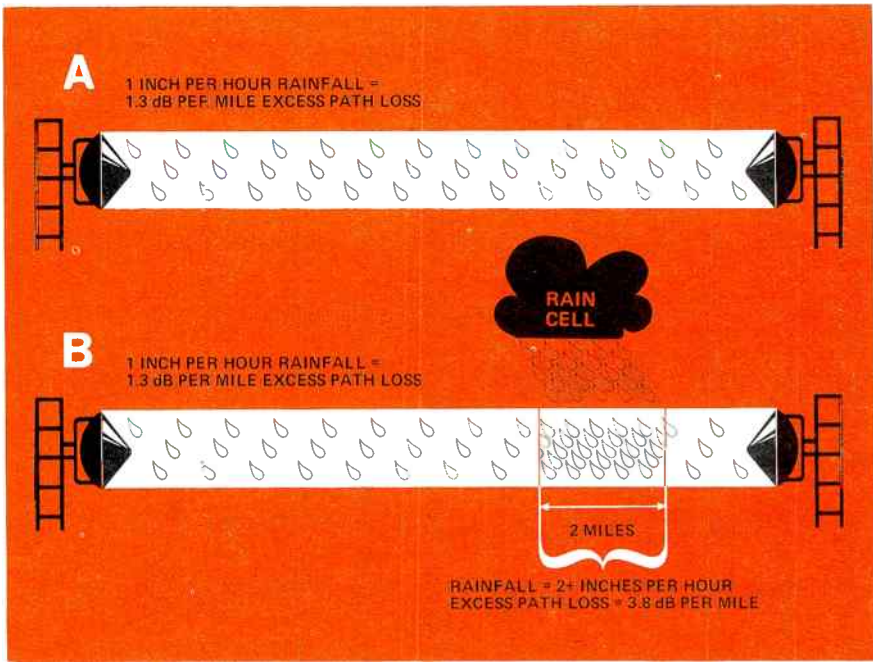 A
1 INCH PER HOUR RAINFALL =
1.3 dB PER MILE EXCESS PATH LOSS
RAIN
CELL
B
1 INCH PER HOUR RAINFALL =
1.3 dB PER MILE EXCESS PATH LOSS
2 MILES
RAINFALL = 2+ INCHES PER HOUR
EXCESS PATH LOSS = 3.8 dB PER MILE